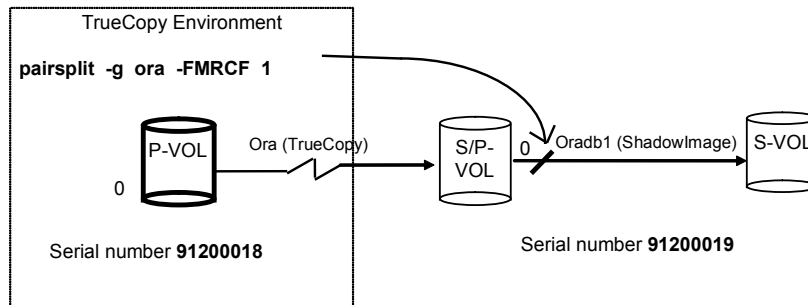 TrueCopy Environment
pairsplit -g ora -FMRCF 1
P-VOL
0
Ora (TrueCopy)
S/P-
VOL
0
Oradb1 (ShadowImage)
S-VOL
Serial number 91200018
Serial number 91200019